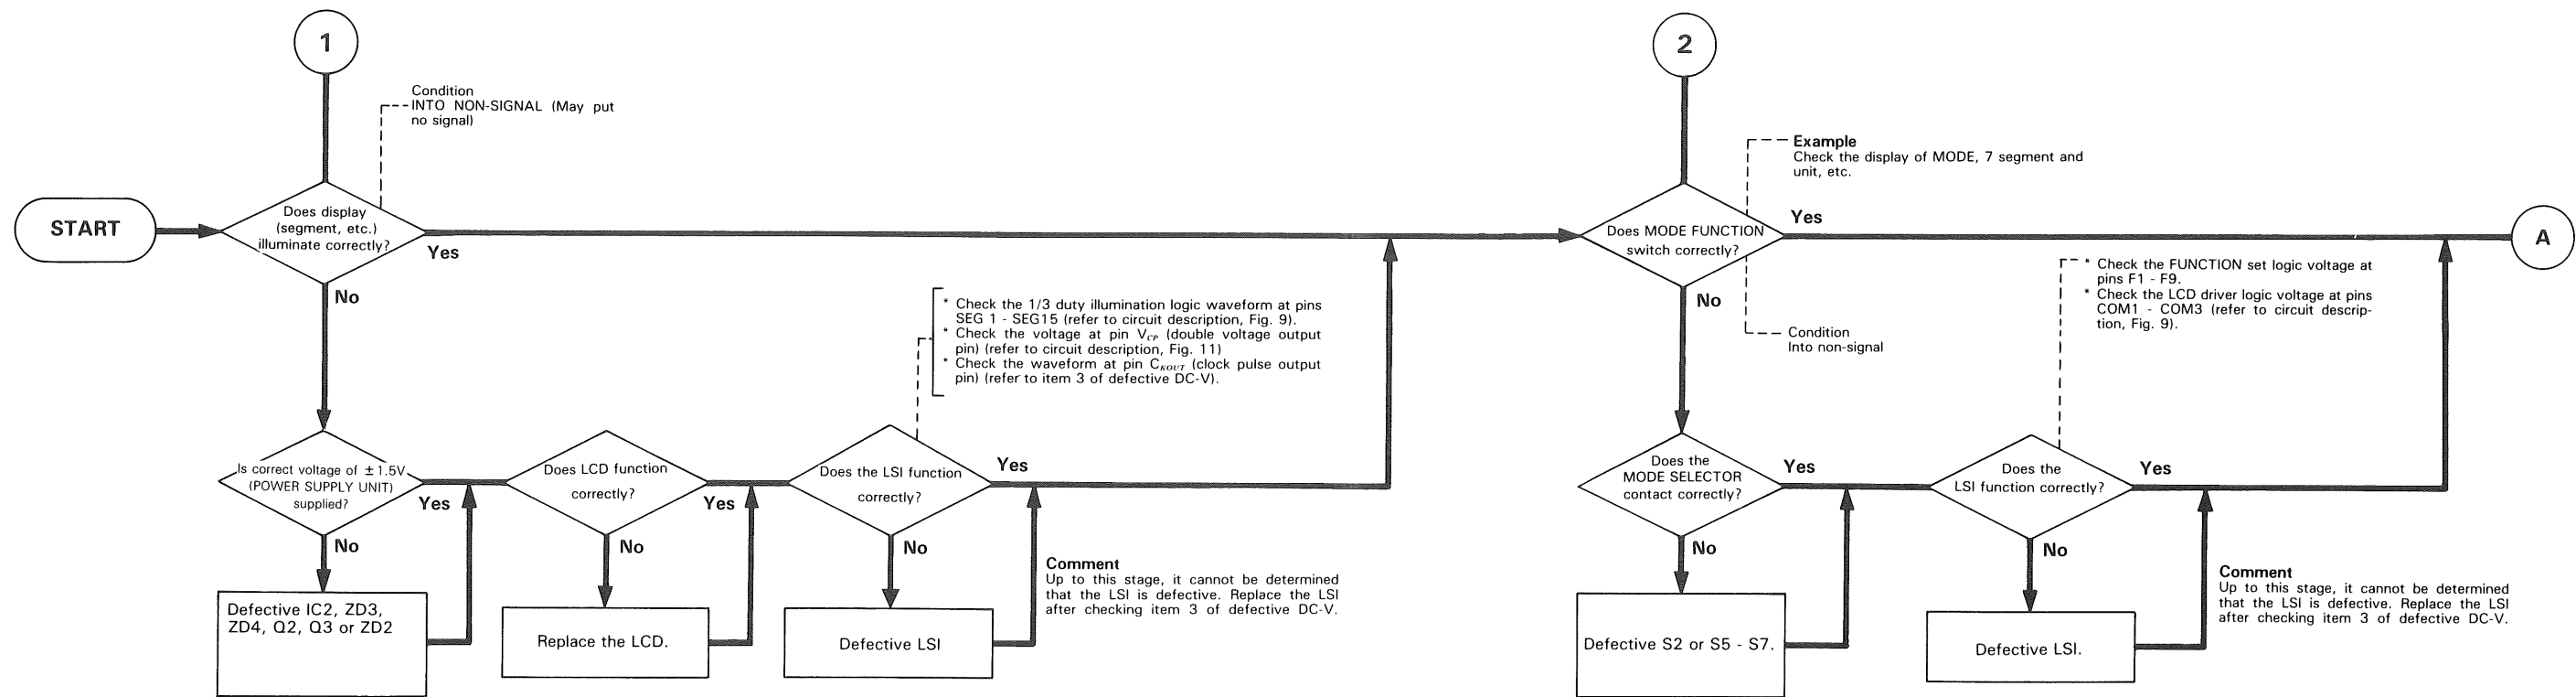 1
Condition
INTO NON-SIGNAL (May put
no signal)
START
Does display
(segment, etc.)
illuminate correctly?
Yes
No
* Check the 1/3 duty illumination logic waveform at pins
SEG 1 - SEG15 (refer to circuit description, Fig. 9).
* Check the voltage at pin VCP (double voltage output
pin) (refer to circuit description, Fig. 11)
* Check the waveform at pin CKOUT (clock pulse output
pin) (refer to item 3 of defective DC-V).
Is correct voltage of ±1.5V
(POWER SUPPLY UNIT)
supplied?
Yes
No
Defective IC2, ZD3,
ZD4, Q2, Q3 or ZD2
Does LCD function
correctly?
Yes
No
Replace the LCD.
Does the LSI function
correctly?
Yes
No
Defective LSI
Comment
Up to this stage, it cannot be determined
that the LSI is defective. Replace the LSI
after checking item 3 of defective DC-V.
2
Example
Check the display of MODE, 7 segment and
unit, etc.
Does MODE FUNCTION
switch correctly?
Yes
No
Condition
Into non-signal
A
* Check the FUNCTION set logic voltage at
pins F1 - F9.
* Check the LCD driver logic voltage at pins
COM1 - COM3 (refer to circuit descrip-
tion, Fig. 9).
Does the
MODE SELECTOR
contact correctly?
Yes
No
Defective S2 or S5 - S7.
Does the
LSI function correctly?
Yes
No
Defective LSI.
Comment
Up to this stage, it cannot be determined
that the LSI is defective. Replace the LSI
after checking item 3 of defective DC-V.